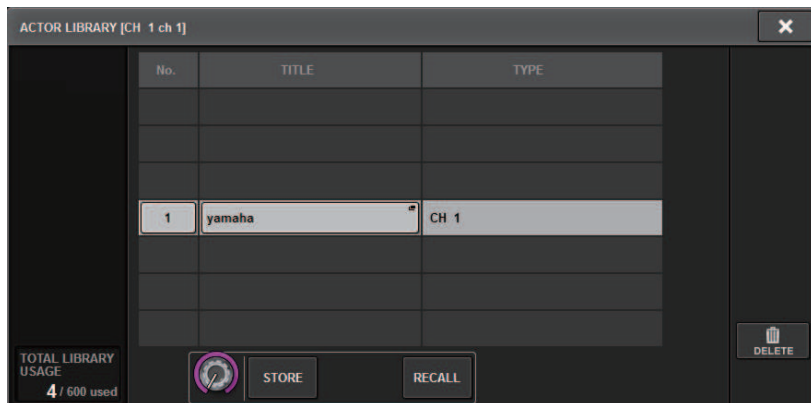 ACTOR LIBRARY [CH  1 ch 1]
No. TITLE TYPE
1 yamaha CH  1
DELETE
TOTAL LIBRARY
USAGE
4 / 600 used
STORE RECALL